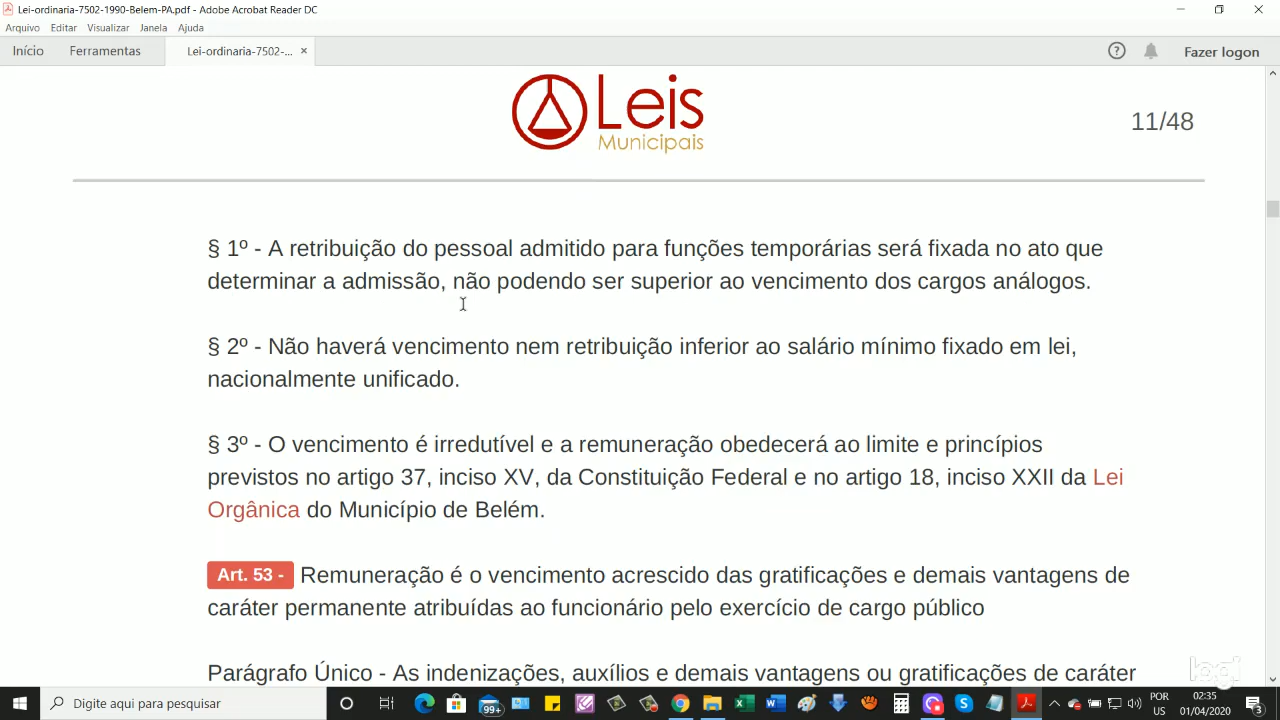 Lei-ordinaria-7502-1990-Belem-PA.pdf - Adobe Acrobat Reader DC
Arquivo Editar Visualizar Janela Ajuda
Início Ferramentas Lei-ordinaria-7502-... × Fazer logon
Leis
Municipais
11/48
§ 1º - A retribuição do pessoal admitido para funções temporárias será fixada no ato que
determinar a admissão, não podendo ser superior ao vencimento dos cargos análogos.
§ 2º - Não haverá vencimento nem retribuição inferior ao salário mínimo fixado em lei,
nacionalmente unificado.
§ 3º - O vencimento é irredutível e a remuneração obedecerá ao limite e princípios
previstos no artigo 37, inciso XV, da Constituição Federal e no artigo 18, inciso XXII da Lei
Orgânica do Município de Belém.
Art. 53 - Remuneração é o vencimento acrescido das gratificações e demais vantagens de
caráter permanente atribuídas ao funcionário pelo exercício de cargo público
Parágrafo Único - As indenizações, auxílios e demais vantagens ou gratificações de caráter
Digite aqui para pesquisar
99+
POR
US
02:35
01/04/2020
3